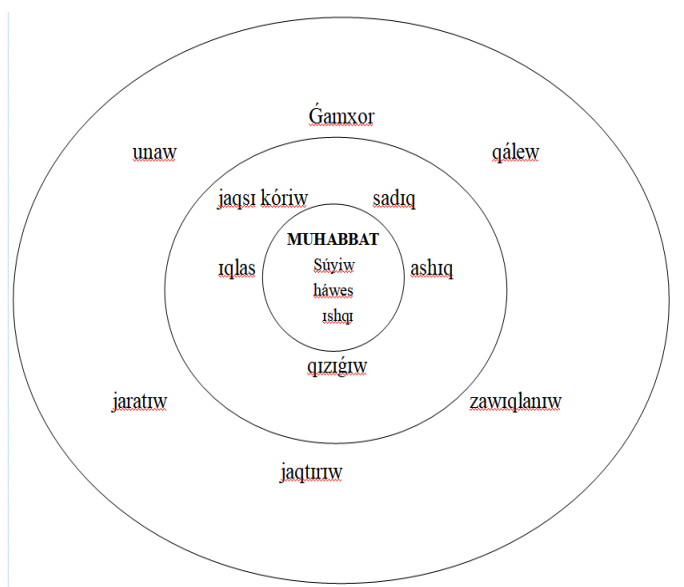 Ǵamxor
unaw
qálew
jaqsı kóriw
sadıq
MUHABBAT
Súyiw
háwes
ıshqı
ıqlas
ashıq
qızıǵıw
jaratıw
zawıqlanıw
jaqtırıw